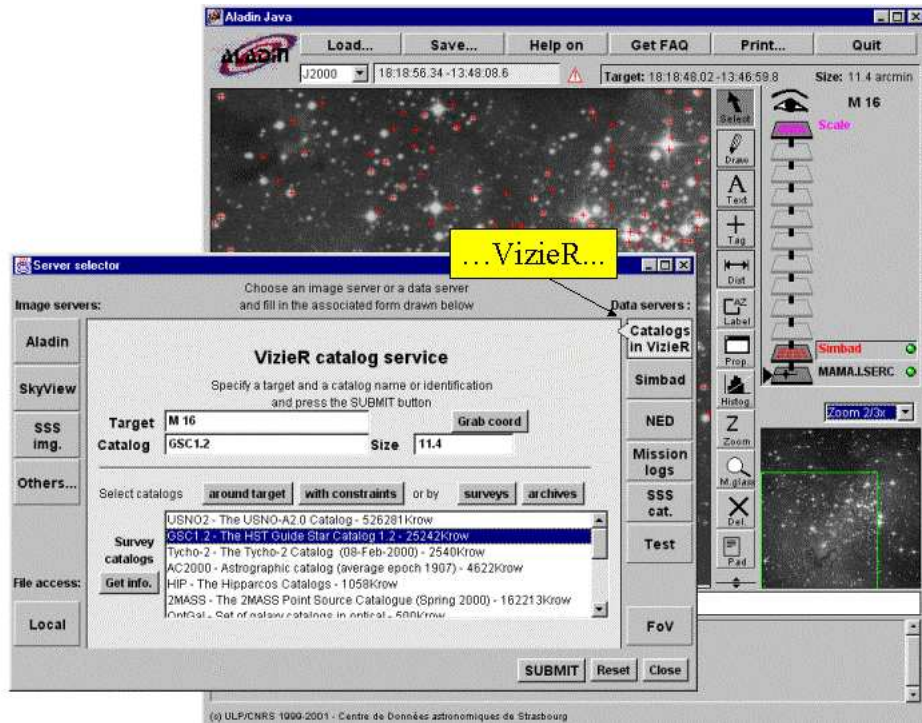 Aladin Java
ALADIN
Load... Save... Help on Get FAQ Print... Quit
J2000 18:18:56.34 -13:48:08.6 Target: 18:18:48.02 -13:46:59.8 Size: 11.4 arcmin
M 16
Select
Scale
Draw
Text
Tag
Dist
Label
Prop.
Histog
Zoom
M.glass
Del.
Pad
Simbad
MAMA.I.SERC
Zoom 2/3x
...VizieR...
Server selector
Choose an image server or a data server
and fill in the associated form drawn below
Image servers:
Data servers :
Aladin
SkyView
SSS
img.
Others...
File access:
Local
VizieR catalog service
Specify a target and a catalog name or identification
and press the SUBMIT button
Target M 16 Grab coord
Catalog GSC1.2 Size 11.4
Select catalogs around target with constraints or by surveys archives
Survey
catalogs
Get info.
USNO2 - The USNO-A2.0 Catalog - 526281Krow
GSC1.2 - The HST Guide Star Catalog 1.2 - 25242Krow
Tycho-2 - The Tycho-2 Catalog (08-Feb-2000) - 2540Krow
AC2000 - Astrographic catalog (average epoch 1907) - 4622Krow
HIP - The Hipparcos Catalogs - 1058Krow
2MASS - The 2MASS Point Source Catalogue (Spring 2000) - 162213Krow
OptGal - Set of galaxy catalogs in optical - 500Krow
Catalogs
in VizieR
Simbad
NED
Mission
logs
SSS
cat.
Test
FoV
SUBMIT Reset Close
(c) ULP/CNRS 1999-2001 - Centre de Données astronomiques de Strasbourg